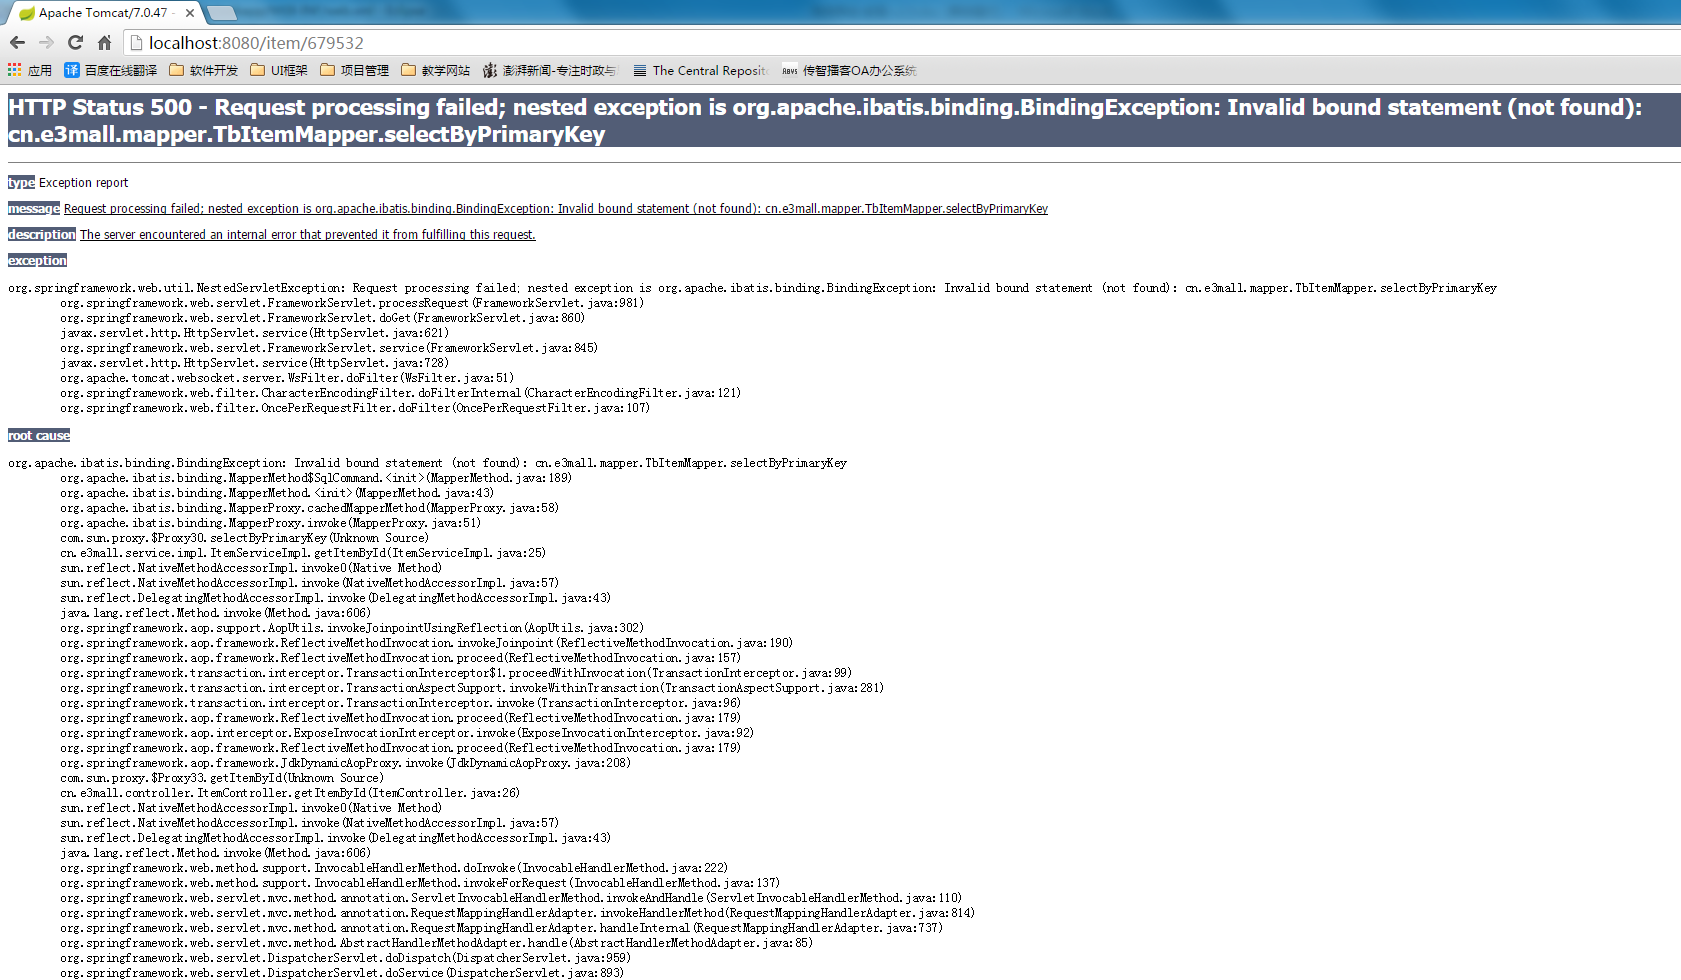 Apache Tomcat/7.0.47 -
localhost:8080/item/679532
应用 译 百度在线翻译 软件开发 UI框架 项目管理 教学网站 澎湃新闻-专注时政与 The Central Reposit 传智播客OA办公系统
HTTP Status 500 - Request processing failed; nested exception is org.apache.ibatis.binding.BindingException: Invalid bound statement (not found):
cn.e3mall.mapper.TbItemMapper.selectByPrimaryKey
type Exception report
message Request processing failed; nested exception is org.apache.ibatis.binding.BindingException: Invalid bound statement (not found): cn.e3mall.mapper.TbItemMapper.selectByPrimaryKey
description The server encountered an internal error that prevented it from fulfilling this request.
exception
org.springframework.web.util.NestedServletException: Request processing failed; nested exception is org.apache.ibatis.binding.BindingException: Invalid bound statement (not found): cn.e3mall.mapper.TbItemMapper.selectByPrimaryKey
org.springframework.web.servlet.FrameworkServlet.processRequest(FrameworkServlet.java:981)
org.springframework.web.servlet.FrameworkServlet.doGet(FrameworkServlet.java:860)
javax.servlet.http.HttpServlet.service(HttpServlet.java:621)
org.springframework.web.servlet.FrameworkServlet.service(FrameworkServlet.java:845)
javax.servlet.http.HttpServlet.service(HttpServlet.java:728)
org.apache.tomcat.websocket.server.WsFilter.doFilter(WsFilter.java:51)
org.springframework.web.filter.CharacterEncodingFilter.doFilterInternal(CharacterEncodingFilter.java:121)
org.springframework.web.filter.OncePerRequestFilter.doFilter(OncePerRequestFilter.java:107)
root cause
org.apache.ibatis.binding.BindingException: Invalid bound statement (not found): cn.e3mall.mapper.TbItemMapper.selectByPrimaryKey
org.apache.ibatis.binding.MapperMethod$SqlCommand.<init>(MapperMethod.java:189)
org.apache.ibatis.binding.MapperMethod.<init>(MapperMethod.java:43)
org.apache.ibatis.binding.MapperProxy.cachedMapperMethod(MapperProxy.java:58)
org.apache.ibatis.binding.MapperProxy.invoke(MapperProxy.java:51)
com.sun.proxy.$Proxy30.selectByPrimaryKey(Unknown Source)
cn.e3mall.service.impl.ItemServiceImpl.getItemById(ItemServiceImpl.java:25)
sun.reflect.NativeMethodAccessorImpl.invoke0(Native Method)
sun.reflect.NativeMethodAccessorImpl.invoke(NativeMethodAccessorImpl.java:57)
sun.reflect.DelegatingMethodAccessorImpl.invoke(DelegatingMethodAccessorImpl.java:43)
java.lang.reflect.Method.invoke(Method.java:606)
org.springframework.aop.support.AopUtils.invokeJoinpointUsingReflection(AopUtils.java:302)
org.springframework.aop.framework.ReflectiveMethodInvocation.invokeJoinpoint(ReflectiveMethodInvocation.java:190)
org.springframework.aop.framework.ReflectiveMethodInvocation.proceed(ReflectiveMethodInvocation.java:157)
org.springframework.transaction.interceptor.TransactionInterceptor$1.proceedWithInvocation(TransactionInterceptor.java:99)
org.springframework.transaction.interceptor.TransactionAspectSupport.invokeWithinTransaction(TransactionAspectSupport.java:281)
org.springframework.transaction.interceptor.TransactionInterceptor.invoke(TransactionInterceptor.java:96)
org.springframework.aop.framework.ReflectiveMethodInvocation.proceed(ReflectiveMethodInvocation.java:179)
org.springframework.aop.interceptor.ExposeInvocationInterceptor.invoke(ExposeInvocationInterceptor.java:92)
org.springframework.aop.framework.ReflectiveMethodInvocation.proceed(ReflectiveMethodInvocation.java:179)
org.springframework.aop.framework.JdkDynamicAopProxy.invoke(JdkDynamicAopProxy.java:208)
com.sun.proxy.$Proxy33.getItemById(Unknown Source)
cn.e3mall.controller.ItemController.getItemById(ItemController.java:26)
sun.reflect.NativeMethodAccessorImpl.invoke0(Native Method)
sun.reflect.NativeMethodAccessorImpl.invoke(NativeMethodAccessorImpl.java:57)
sun.reflect.DelegatingMethodAccessorImpl.invoke(DelegatingMethodAccessorImpl.java:43)
java.lang.reflect.Method.invoke(Method.java:606)
org.springframework.web.method.support.InvocableHandlerMethod.doInvoke(InvocableHandlerMethod.java:222)
org.springframework.web.method.support.InvocableHandlerMethod.invokeForRequest(InvocableHandlerMethod.java:137)
org.springframework.web.servlet.mvc.method.annotation.ServletInvocableHandlerMethod.invokeAndHandle(ServletInvocableHandlerMethod.java:110)
org.springframework.web.servlet.mvc.method.annotation.RequestMappingHandlerAdapter.invokeHandlerMethod(RequestMappingHandlerAdapter.java:814)
org.springframework.web.servlet.mvc.method.annotation.RequestMappingHandlerAdapter.handleInternal(RequestMappingHandlerAdapter.java:737)
org.springframework.web.servlet.mvc.method.AbstractHandlerMethodAdapter.handle(AbstractHandlerMethodAdapter.java:85)
org.springframework.web.servlet.DispatcherServlet.doDispatch(DispatcherServlet.java:959)
org.springframework.web.servlet.DispatcherServlet.doService(DispatcherServlet.java:893)